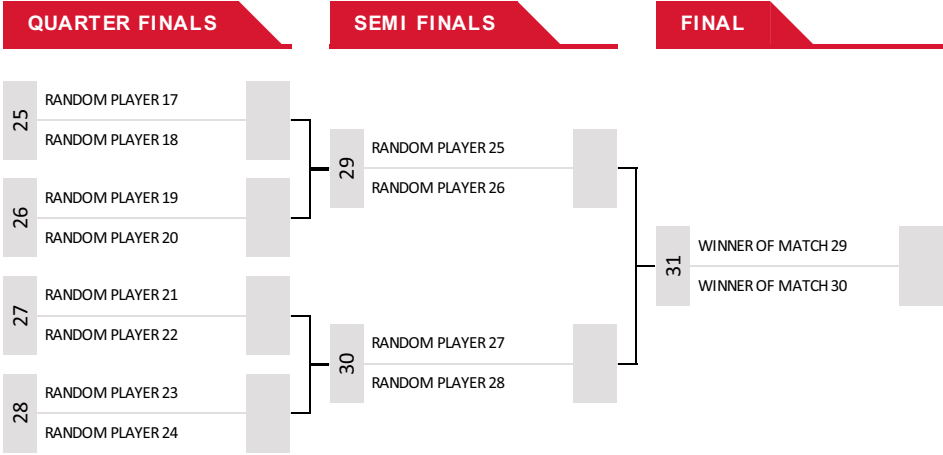 QUARTER FINALS
SEMI FINALS
FINAL
25
RANDOM PLAYER 17
RANDOM PLAYER 18
26
RANDOM PLAYER 19
RANDOM PLAYER 20
27
RANDOM PLAYER 21
RANDOM PLAYER 22
28
RANDOM PLAYER 23
RANDOM PLAYER 24
29
RANDOM PLAYER 25
RANDOM PLAYER 26
30
RANDOM PLAYER 27
RANDOM PLAYER 28
31
WINNER OF MATCH 29
WINNER OF MATCH 30